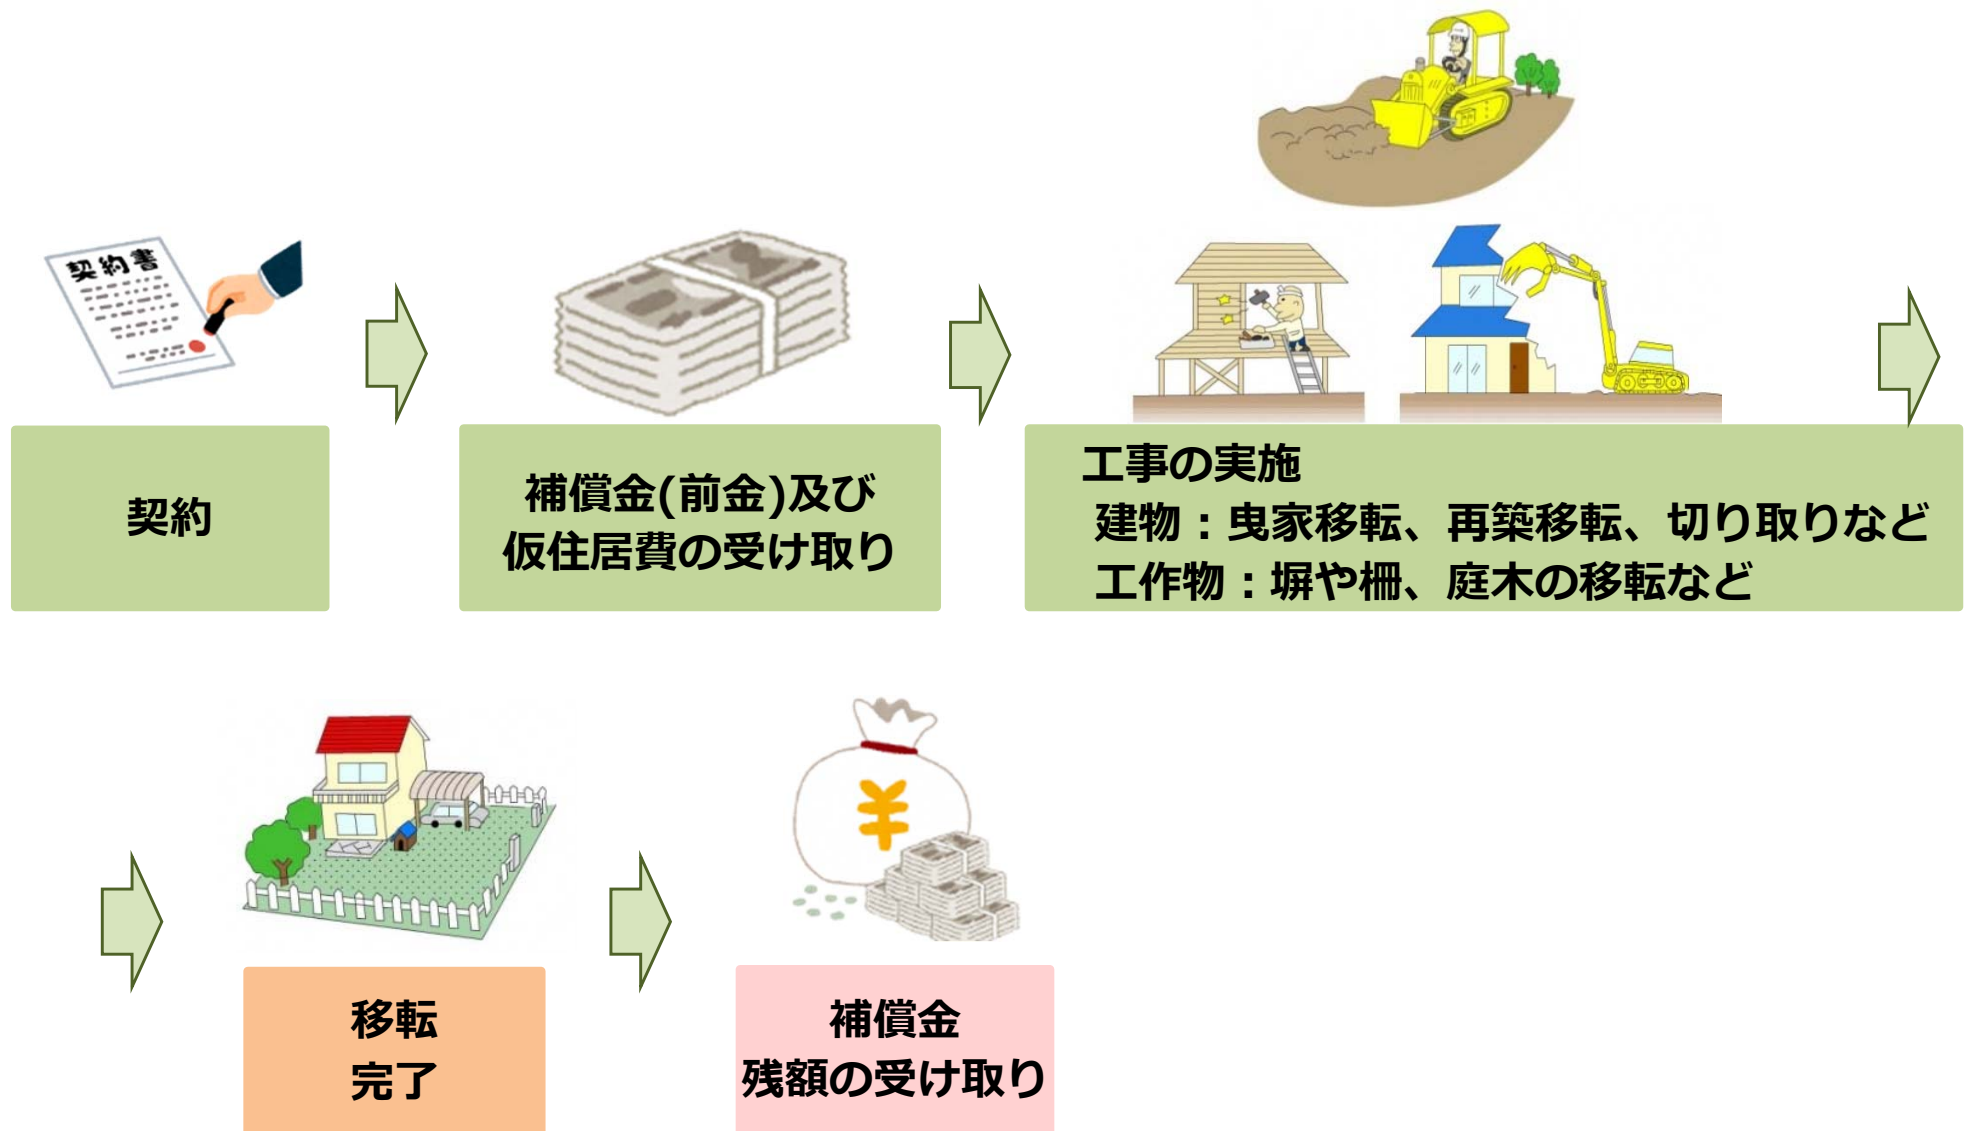 契約書
契約
補償金(前金)及び
仮住居費の受け取り
工事の実施
建物：曳家移転、再築移転、切り取りなど
工作物：塀や柵、庭木の移転など
¥
移転
完了
補償金
残額の受け取り